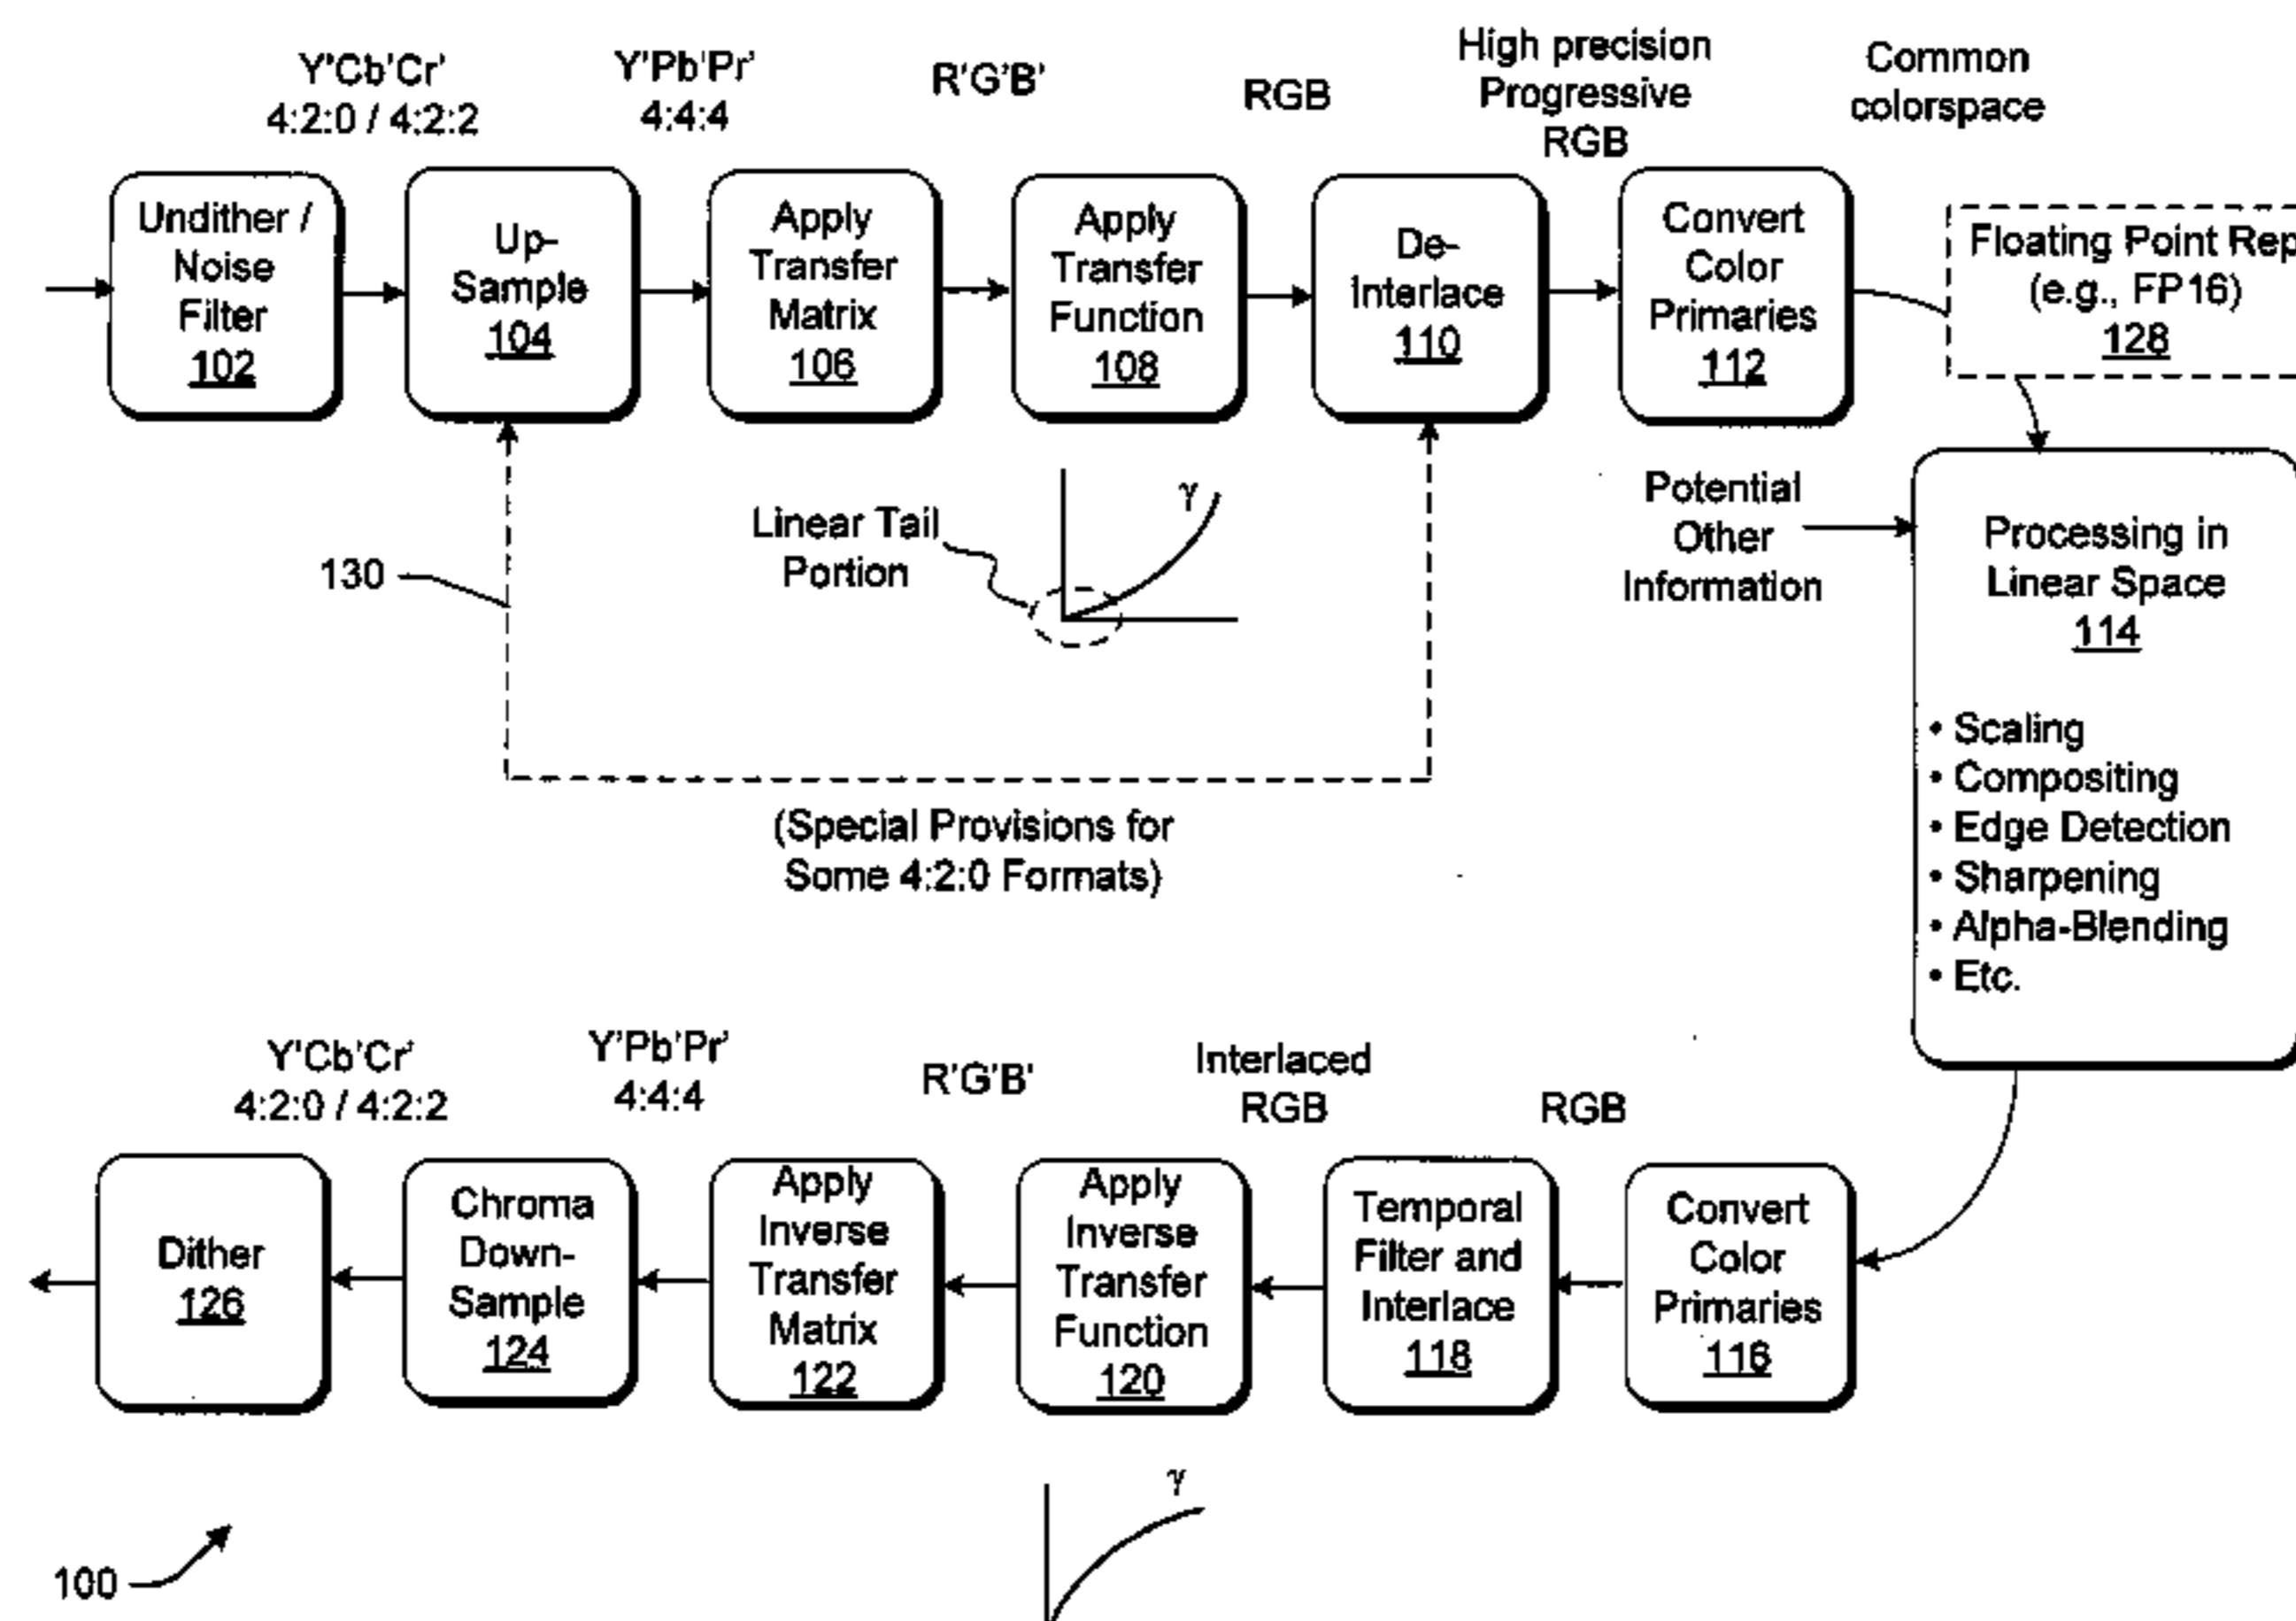 Y'Cb'Cr'
4:2:0 / 4:2:2
Y'Pb'Pr'
4:4:4
R'G'B'
RGB
High precision
Progressive
RGB
Common
colorspace
Undither /
Noise
Filter
102
Up-
Sample
104
Apply
Transfer
Matrix
106
Apply
Transfer
Function
108
De-
Interlace
110
Convert
Color
Primaries
112
Floating Point Rep
(e.g., FP16)
128
130
Linear Tail
Portion
γ
Potential
Other
Information
Processing in
Linear Space
114
• Scaling
• Compositing
• Edge Detection
• Sharpening
• Alpha-Blending
• Etc.
(Special Provisions for
Some 4:2:0 Formats)
Y'Cb'Cr'
4:2:0 / 4:2:2
Y'Pb'Pr'
4:4:4
R'G'B'
Interlaced
RGB
RGB
Dither
126
Chroma
Down-
Sample
124
Apply
Inverse
Transfer
Matrix
122
Apply
Inverse
Transfer
Function
120
Temporal
Filter and
Interlace
118
Convert
Color
Primaries
116
γ
100